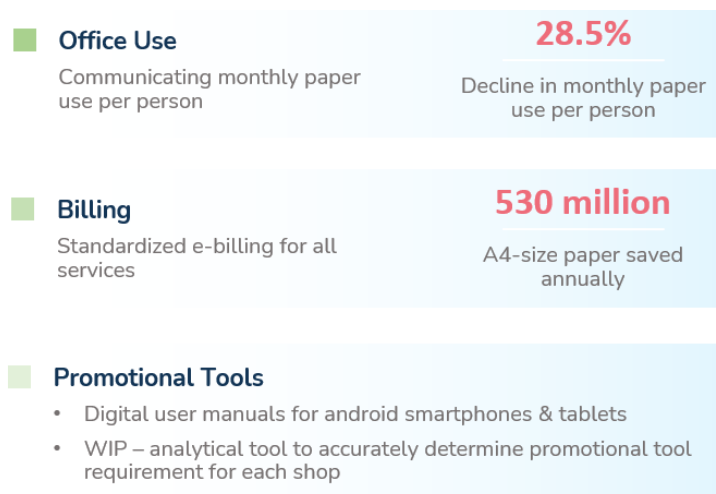 Office Use
Communicating monthly paper
use per person
28.5%
Decline in monthly paper
use per person
Billing
Standardized e-billing for all
services
530 million
A4-size paper saved
annually
Promotional Tools
• Digital user manuals for android smartphones & tablets
• WIP – analytical tool to accurately determine promotional tool
requirement for each shop